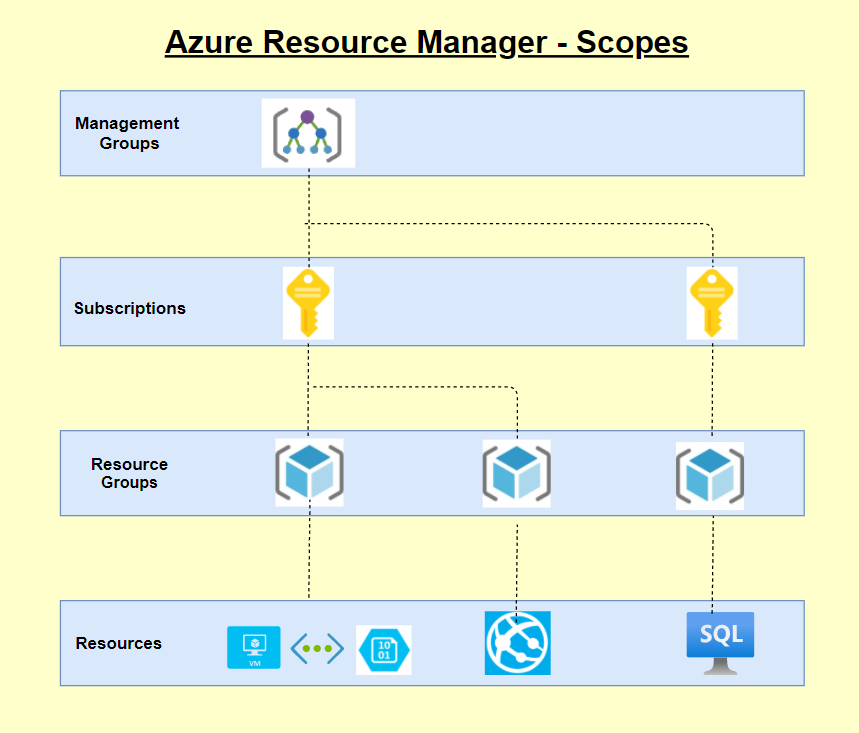 Azure Resource Manager - Scopes
Management
Groups
Subscriptions
Resource
Groups
Resources
VM
10
01
SQL